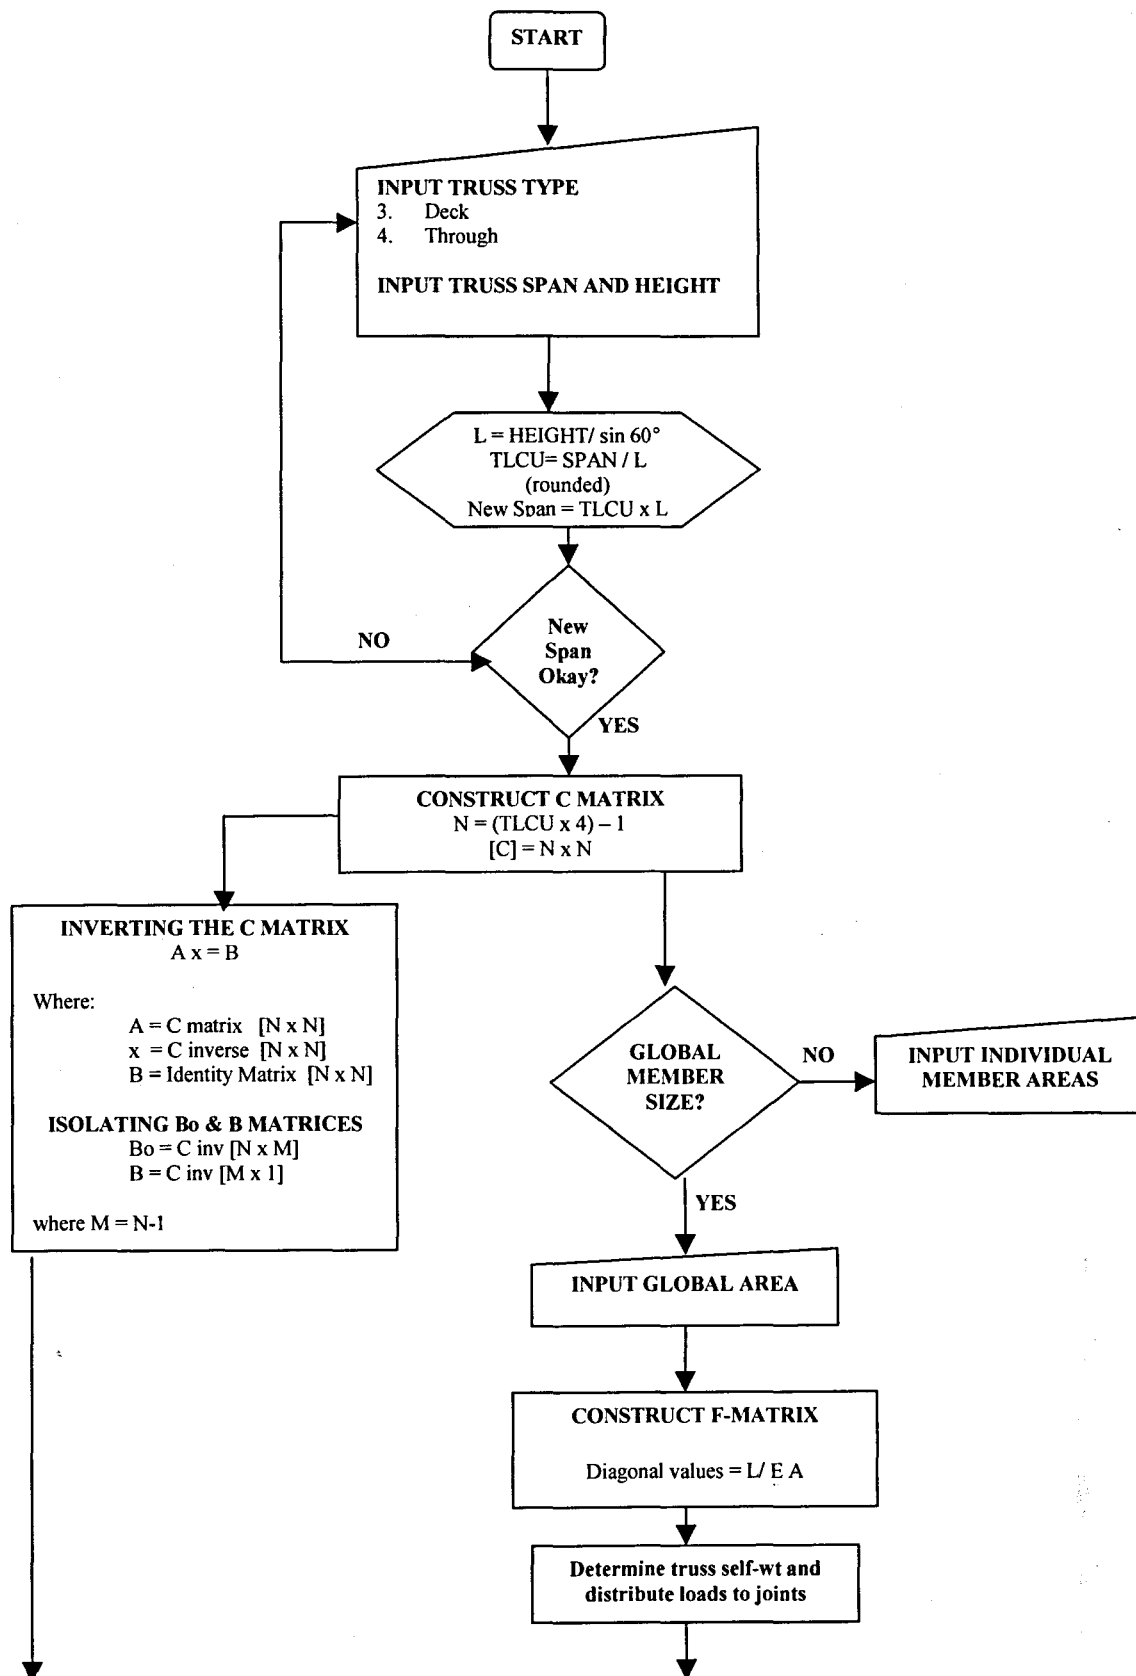 START
INPUT TRUSS TYPE
3. Deck
4. Through
INPUT TRUSS SPAN AND HEIGHT
L = HEIGHT/ sin 60°
TLCU= SPAN / L
(rounded)
New Span = TLCU x L
New
Span
Okay?
NO
YES
CONSTRUCT C MATRIX
N = (TLCU x 4) – 1
[C] = N x N
INVERTING THE C MATRIX
A x = B
Where:
A = C matrix [N x N]
x = C inverse [N x N]
B = Identity Matrix [N x N]
ISOLATING Bo & B MATRICES
Bo = C inv [N x M]
B = C inv [M x 1]
where M = N-1
GLOBAL
MEMBER
SIZE?
NO
INPUT INDIVIDUAL
MEMBER AREAS
YES
INPUT GLOBAL AREA
CONSTRUCT F-MATRIX
Diagonal values = L/ E A
Determine truss self-wt and
distribute loads to joints